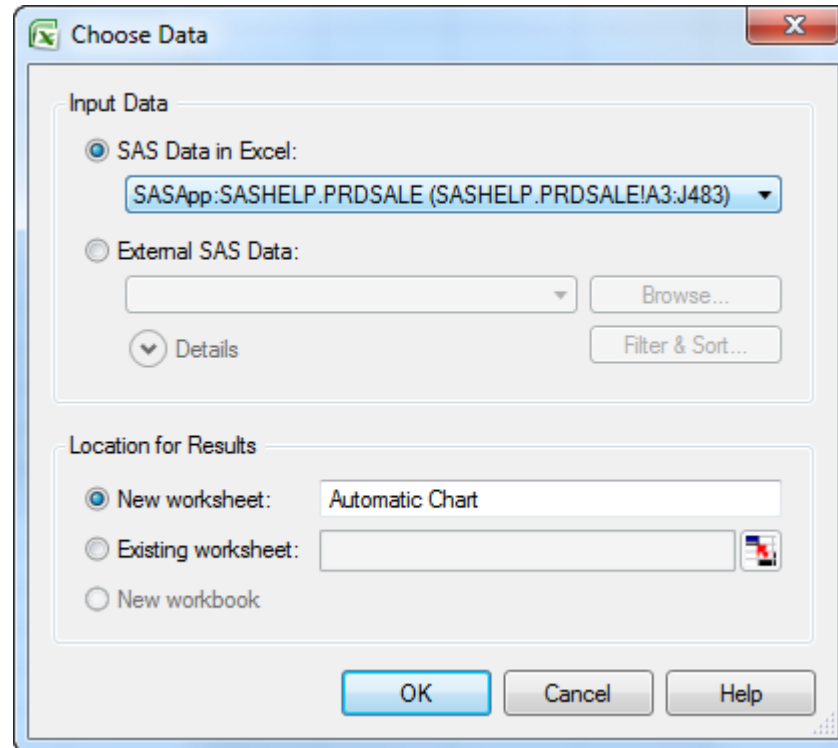 Choose Data
Input Data
SAS Data in Excel:
SASApp:SASHELP.PRDSALE (SASHELP.PRDSALE!A3:J483)
External SAS Data:
Browse...
Details
Filter & Sort...
Location for Results
New worksheet: Automatic Chart
Existing worksheet:
New workbook
OK Cancel Help